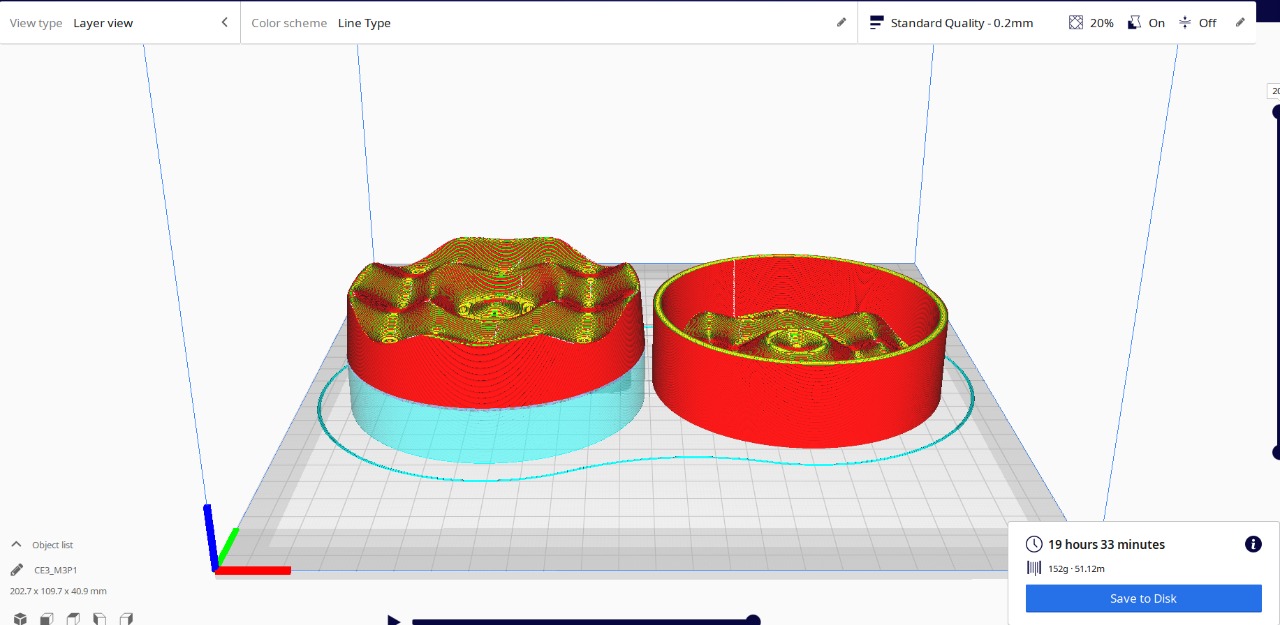 View type Layer view
Color scheme Line Type
Standard Quality - 0.2mm 20% On Off
20
19 hours 33 minutes
152g · 51.12m
Save to Disk
Object list
CE3_M3P1
202.7 x 109.7 x 40.9 mm